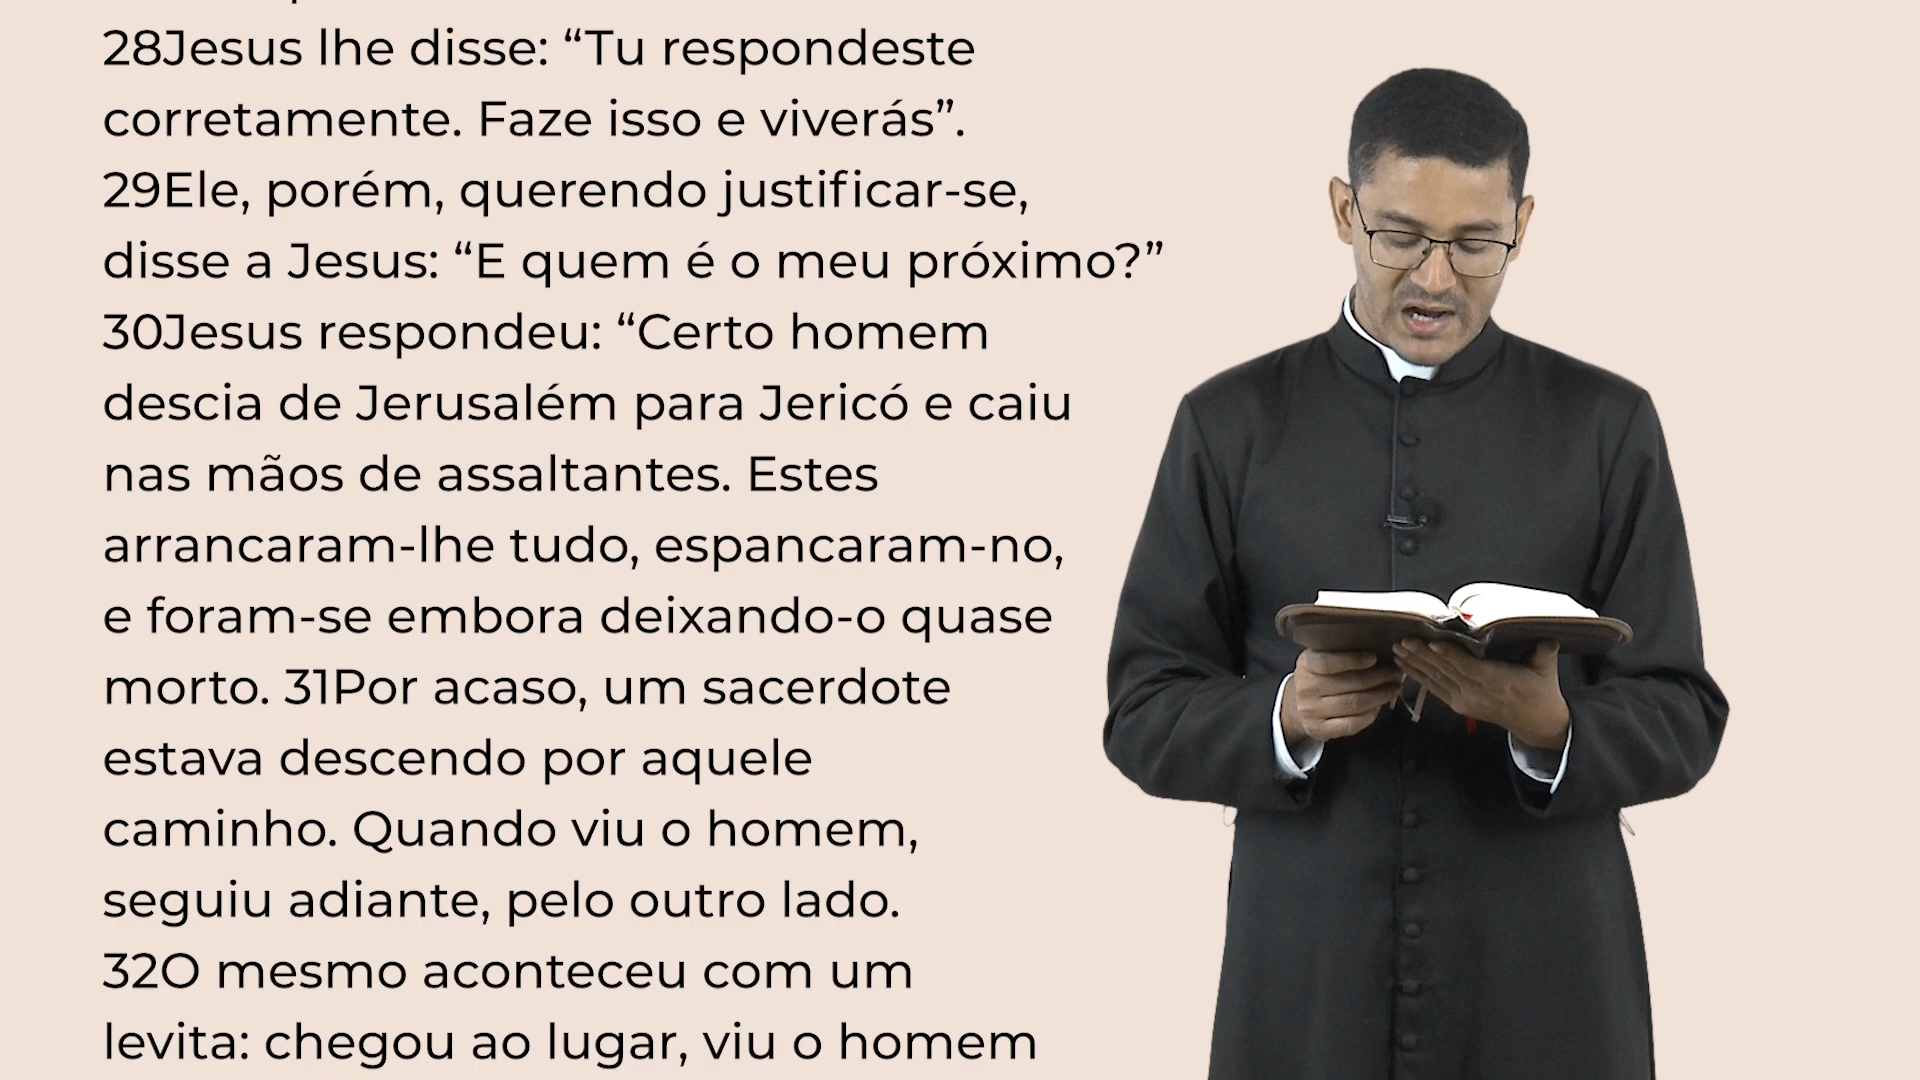 28Jesus lhe disse: “Tu respondeste
corretamente. Faze isso e viverás”.
29Ele, porém, querendo justificar-se,
disse a Jesus: “E quem é o meu próximo?”
30Jesus respondeu: “Certo homem
descia de Jerusalém para Jericó e caiu
nas mãos de assaltantes. Estes
arrancaram-lhe tudo, espancaram-no,
e foram-se embora deixando-o quase
morto. 31Por acaso, um sacerdote
estava descendo por aquele
caminho. Quando viu o homem,
seguiu adiante, pelo outro lado.
32O mesmo aconteceu com um
levita: chegou ao lugar, viu o homem